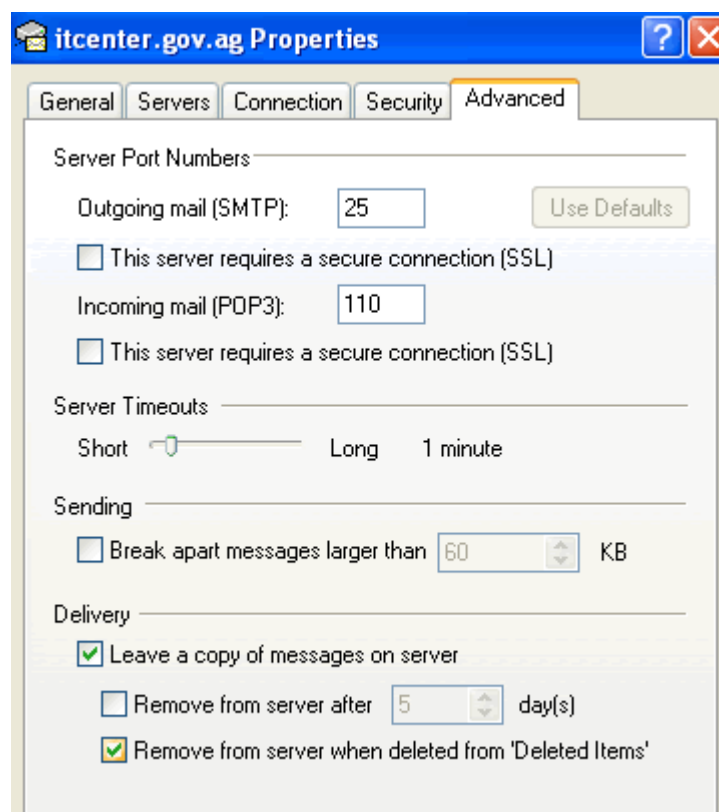 itcenter.gov.ag Properties ?
General Servers Connection Security Advanced
Server Port Numbers
Outgoing mail (SMTP): 25 Use Defaults
This server requires a secure connection (SSL)
Incoming mail (POP3): 110
This server requires a secure connection (SSL)
Server Timeouts
Short Long 1 minute
Sending
Break apart messages larger than 60 KB
Delivery
Leave a copy of messages on server
Remove from server after 5 day(s)
Remove from server when deleted from 'Deleted Items'